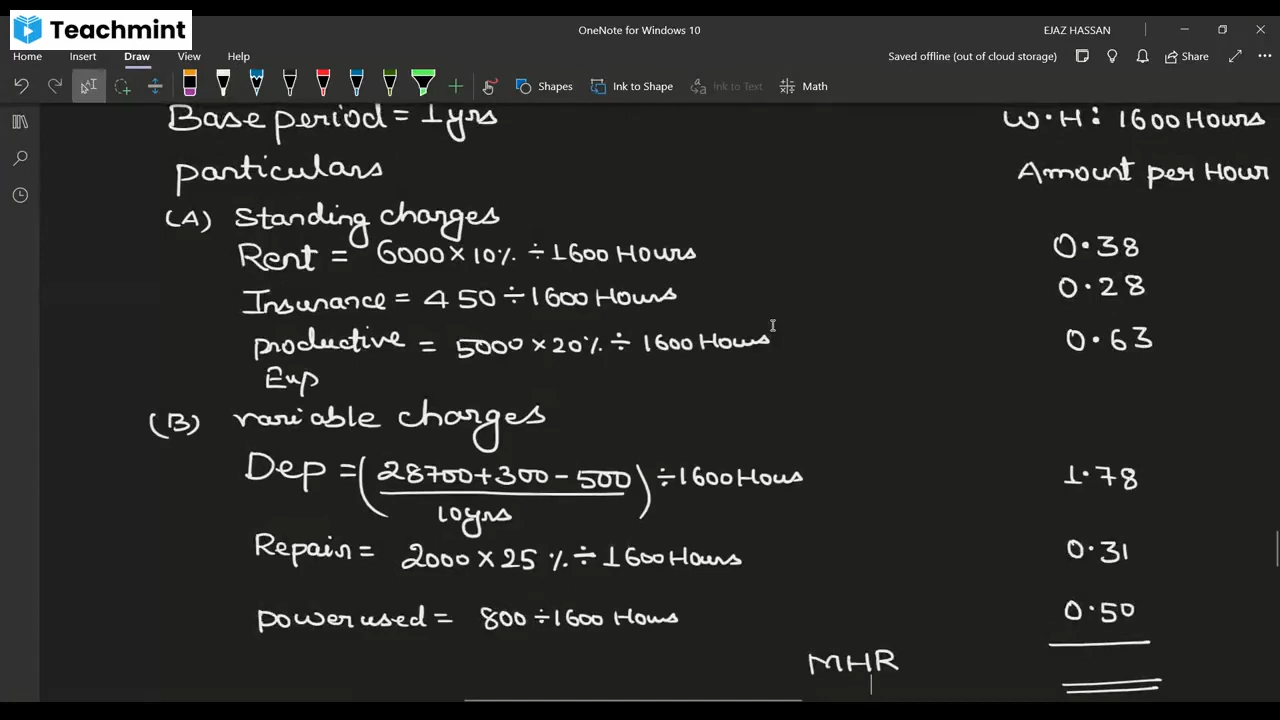 Teachmint
OneNote for Windows 10
EJAZ HASSAN
Home Insert Draw View Help
Saved offline (out of cloud storage) Share
Shapes Ink to Shape Ink to Text Math
Base period = 1yrs W.H: 1600 Hours
particulars Amount per Hour
(A) Standing charges
Rent = 6000 × 10% ÷ 1600 Hours 0.38
Insurance = 450 ÷ 1600 Hours 0.28
productive = 5000 × 20% ÷ 1600 Hours 0.63
Exp
(B) variable charges
Dep = (28700+300-500 / 10yrs) ÷ 1600 Hous 1.78
Repain = 2000 × 25 % ÷ 1600 Hours 0.31
power used = 800 ÷ 1600 Hous 0.50
MHR